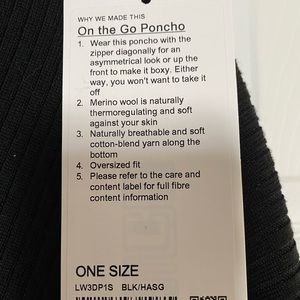 WHY WE MADE THIS
On the Go Poncho
1. Wear this poncho with the
zipper diagonally for an
asymmetrical look or up the
front to make it boxy. Either
way, you won't want to take it
off
2. Merino wool is naturally
thermoregulating and soft
against your skin
3. Naturally breathable and soft
cotton-blend yarn along the
bottom
4. Oversized fit
5. Please refer to the care and
content label for full fibre
content information
ONE SIZE
LW3DP1S BLK/HASG